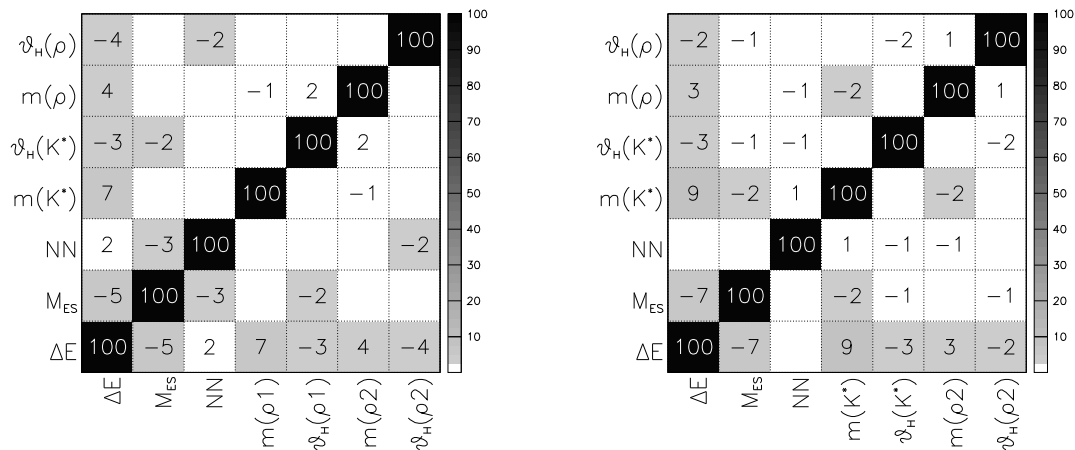 ϑH(ρ) −4 −2 100
m(ρ) 4 −1 2 100
ϑH(K*) −3 −2 100 2
m(K*) 7 100 −1
NN 2 −3 100 −2
MES −5 100 −3 −2
ΔE 100 −5 2 7 −3 4 −4
ΔE MES NN m(ρ1) ϑH(ρ1) m(ρ2) ϑH(ρ2)
100
90
80
70
60
50
40
30
20
10
ϑH(ρ) −2 −1 −2 1 100
m(ρ) 3 −1 −2 100 1
ϑH(K*) −3 −1 −1 100 −2
m(K*) 9 −2 1 100 −2
NN 100 1 −1 −1
MES −7 100 −2 −1 −1
ΔE 100 −7 9 −3 3 −2
ΔE MES NN m(K*) ϑH(K*) m(ρ2) ϑH(ρ2)
100
90
80
70
60
50
40
30
20
10